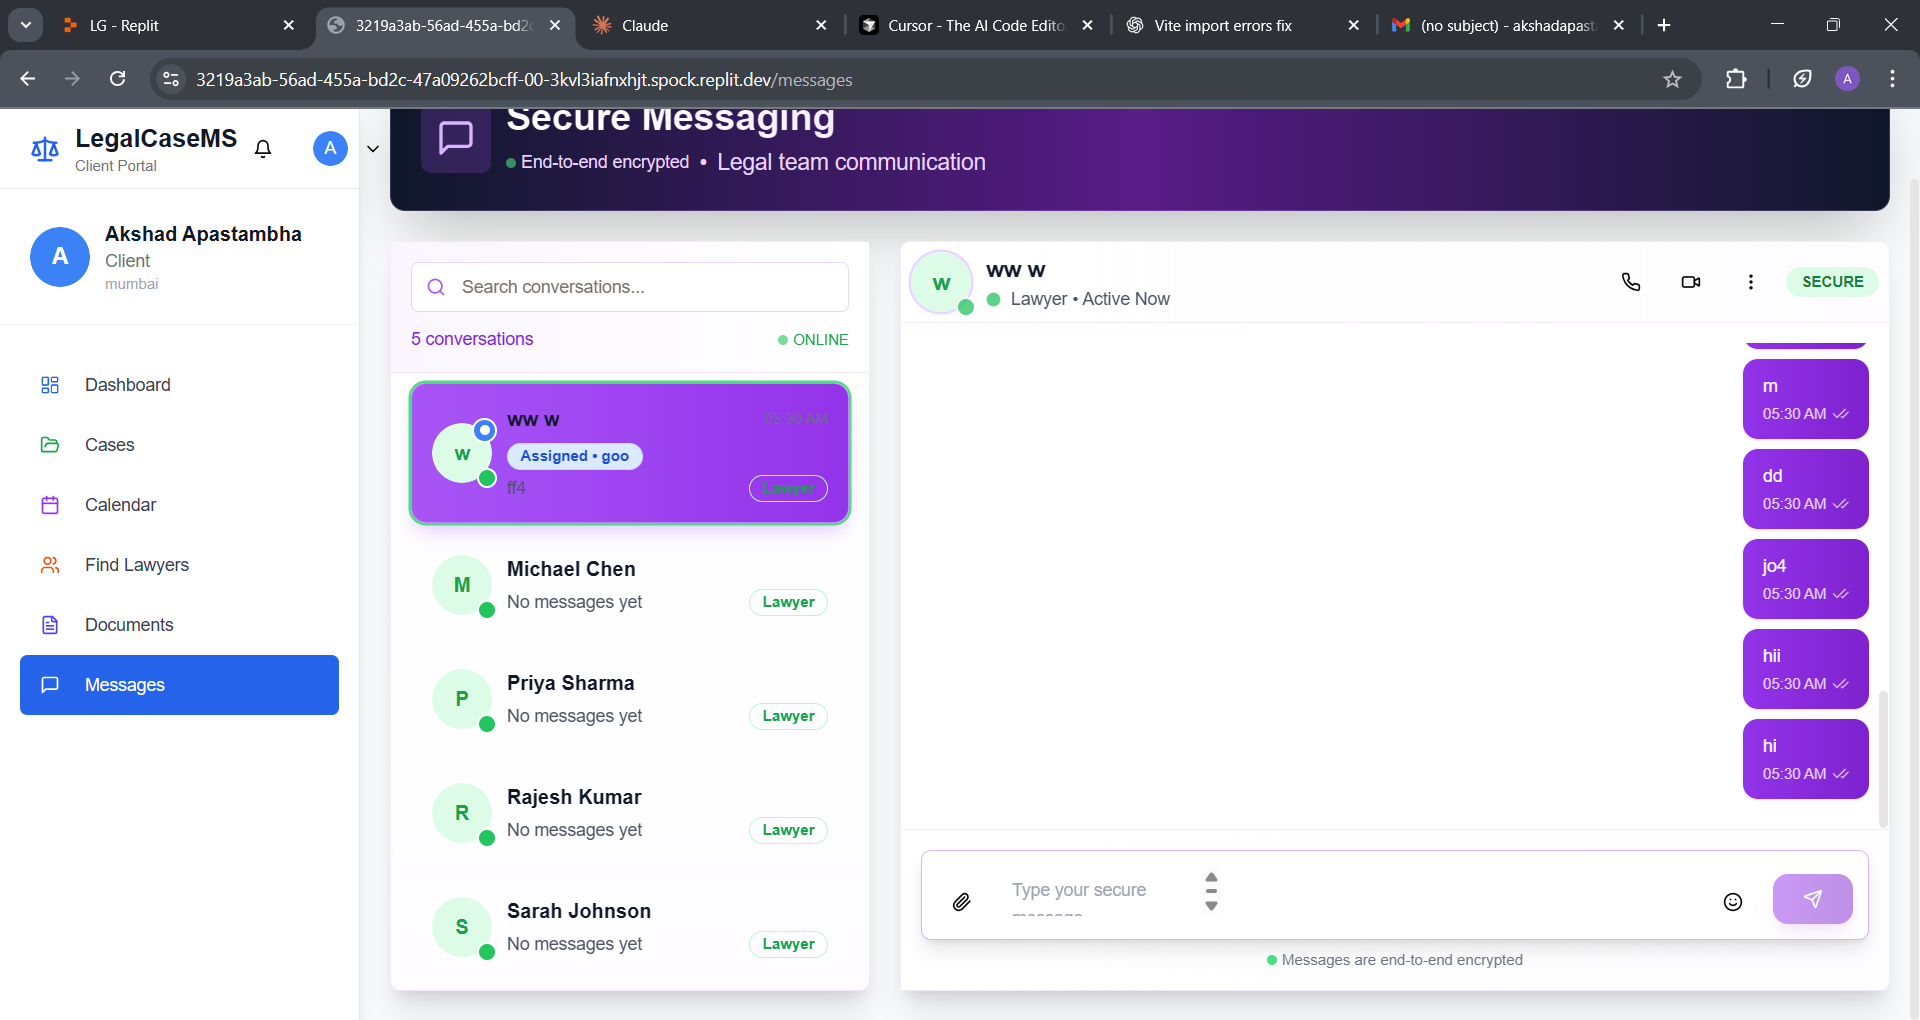 LG - Replit
3219a3ab-56ad-455a-bd2
Claude
Cursor - The AI Code Edito
Vite import errors fix
(no subject) - akshadapast
3219a3ab-56ad-455a-bd2c-47a09262bcff-00-3kvl3iafnxhjt.spock.replit.dev/messages
A
LegalCaseMS
Client Portal
A
A
Akshad Apastambha
Client
mumbai
Dashboard
Cases
Calendar
Find Lawyers
Documents
Messages
Secure Messaging
End-to-end encrypted • Legal team communication
Search conversations...
5 conversations
ONLINE
w
ww w
05:30 AM
Assigned • goo
ff4
Lawyer
M
Michael Chen
No messages yet
Lawyer
P
Priya Sharma
No messages yet
Lawyer
R
Rajesh Kumar
No messages yet
Lawyer
S
Sarah Johnson
No messages yet
Lawyer
w
ww w
Lawyer • Active Now
SECURE
m
05:30 AM
dd
05:30 AM
jo4
05:30 AM
hii
05:30 AM
hi
05:30 AM
Type your secure
Messages are end-to-end encrypted